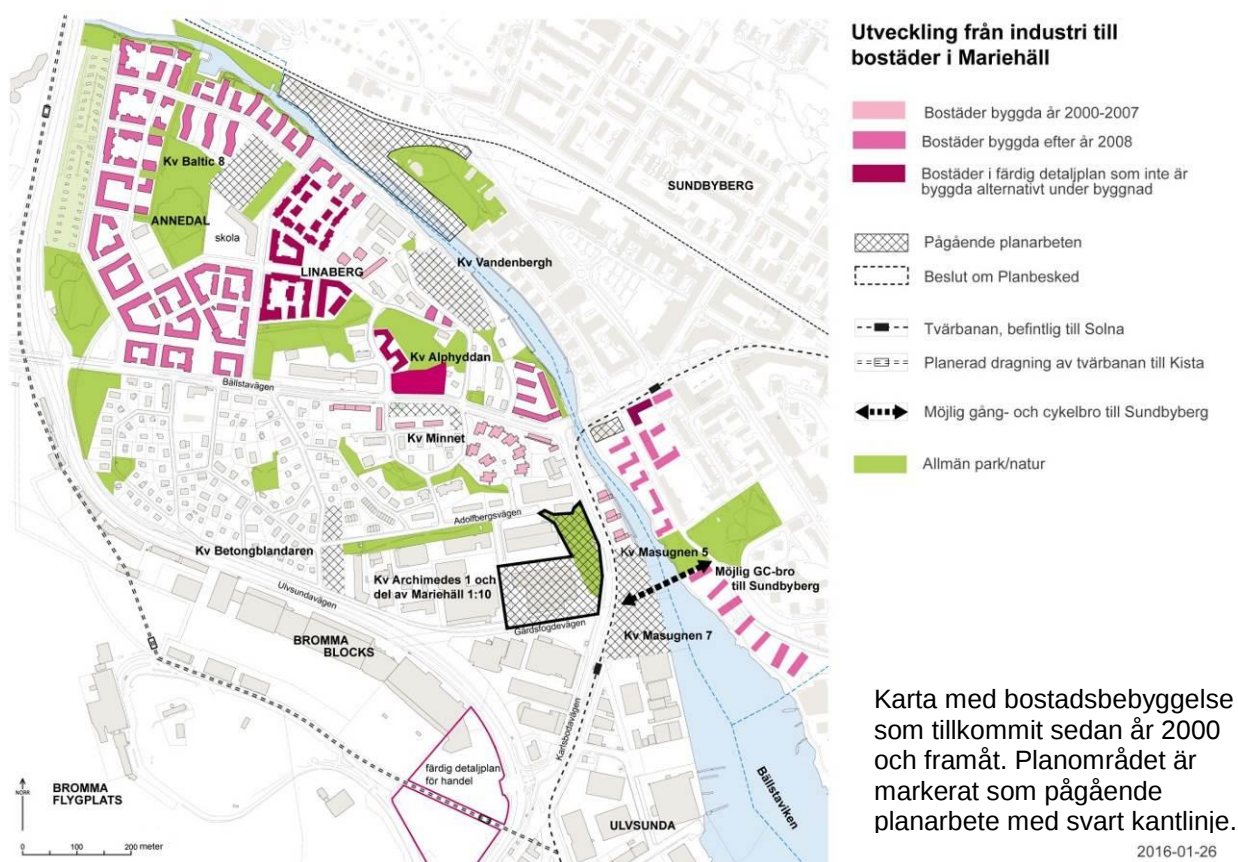 Utveckling från industri till
bostäder i Mariehäll
Bostäder byggda år 2000-2007
Bostäder byggda efter år 2008
Bostäder i färdig detaljplan som inte är
byggda alternativt under byggnad
Pågående planarbeten
Beslut om Planbesked
Tvärbanan, befintlig till Solna
Planerad dragning av tvärbanan till Kista
Möjlig gång- och cykelbro till Sundbyberg
Allmän park/natur
Kv Baltic 8
SUNDBYBERG
ANNEDAL
skola
Kv Vandenbergh
LINABERG
Kv Alphyddan
Bällstavägen
Kv Minnet
Adolfbergsvägen
Kv Betongblandaren
Kv Masugnen 5
Möjlig GC-bro
till Sundbyberg
Kv Archimedes 1 och
del av Mariehäll 1:10
Ulvsundavägen
Gårdsfogdevägen
Kv Masugnen 7
BROMMA
BLOCKS
Karlsbodavägen
färdig detaljplan
för handel
Bällstaviken
NORR
BROMMA
FLYGPLATS
ULVSUNDA
0 100 200 meter
Karta med bostadsbebyggelse
som tillkommit sedan år 2000
och framåt. Planområdet är
markerat som pågående
planarbete med svart kantlinje.
2016-01-26